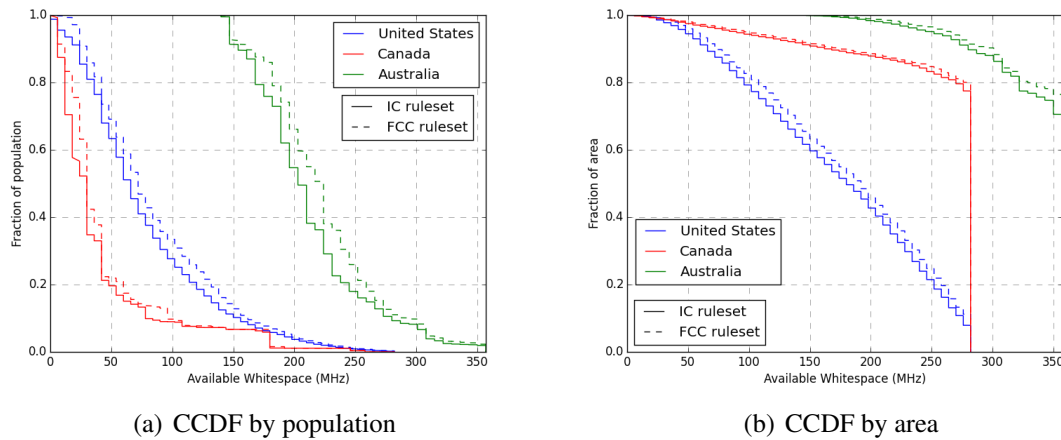 1.0
0.8
0.6
0.4
0.2
0.0
Fraction of population
United States
Canada
Australia
IC ruleset
FCC ruleset
0 50 100 150 200 250 300 350
Available Whitespace (MHz)
(a) CCDF by population
1.0
0.8
0.6
0.4
0.2
0.0
Fraction of area
United States
Canada
Australia
IC ruleset
FCC ruleset
0 50 100 150 200 250 300 350
Available Whitespace (MHz)
(b) CCDF by area